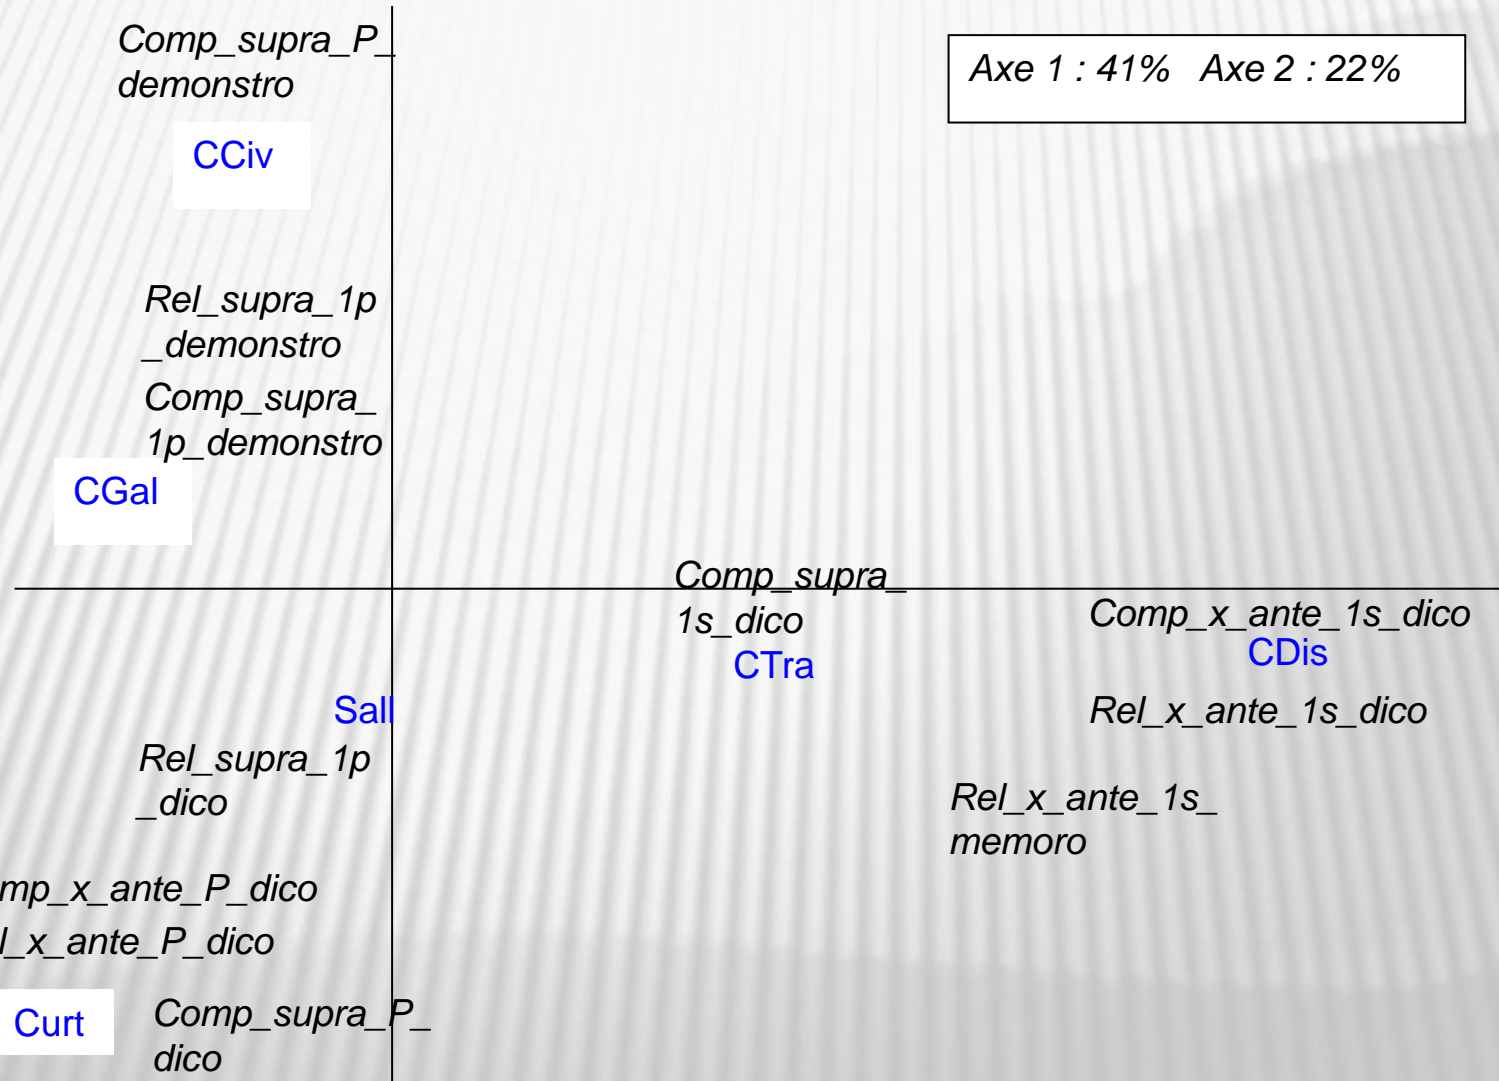 Comp_supra_P_
demonstro
Axe 1 : 41% Axe 2 : 22%
CCiv
Rel_supra_1p
_demonstro
Comp_supra_
1p_demonstro
CGal
Comp_supra_
1s_dico
CTra
Comp_x_ante_1s_dico
CDis
Sall
Rel_x_ante_1s_dico
Rel_supra_1p
_dico
Rel_x_ante_1s_
memoro
mp_x_ante_P_dico
l_x_ante_P_dico
Curt
Comp_supra_P_
dico